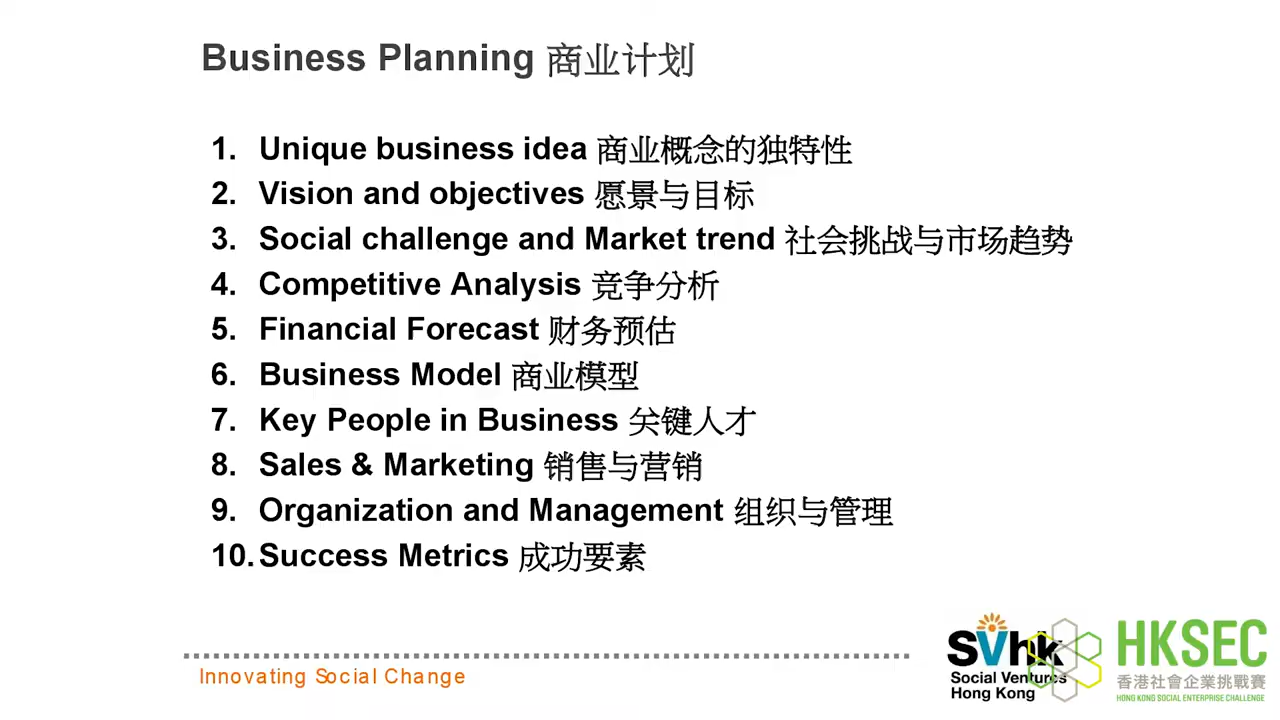 Business Planning 商业计划
1. Unique business idea 商业概念的独特性
2. Vision and objectives 愿景与目标
3. Social challenge and Market trend 社会挑战与市场趋势
4. Competitive Analysis 竞争分析
5. Financial Forecast 财务预估
6. Business Model 商业模型
7. Key People in Business 关键人才
8. Sales & Marketing 销售与营销
9. Organization and Management 组织与管理
10. Success Metrics 成功要素
Innovating Social Change
SVhk
Social Ventures
Hong Kong
HKSEC
香港社會企業挑戰賽
HONG KONG SOCIAL ENTERPRISE CHALLENGE